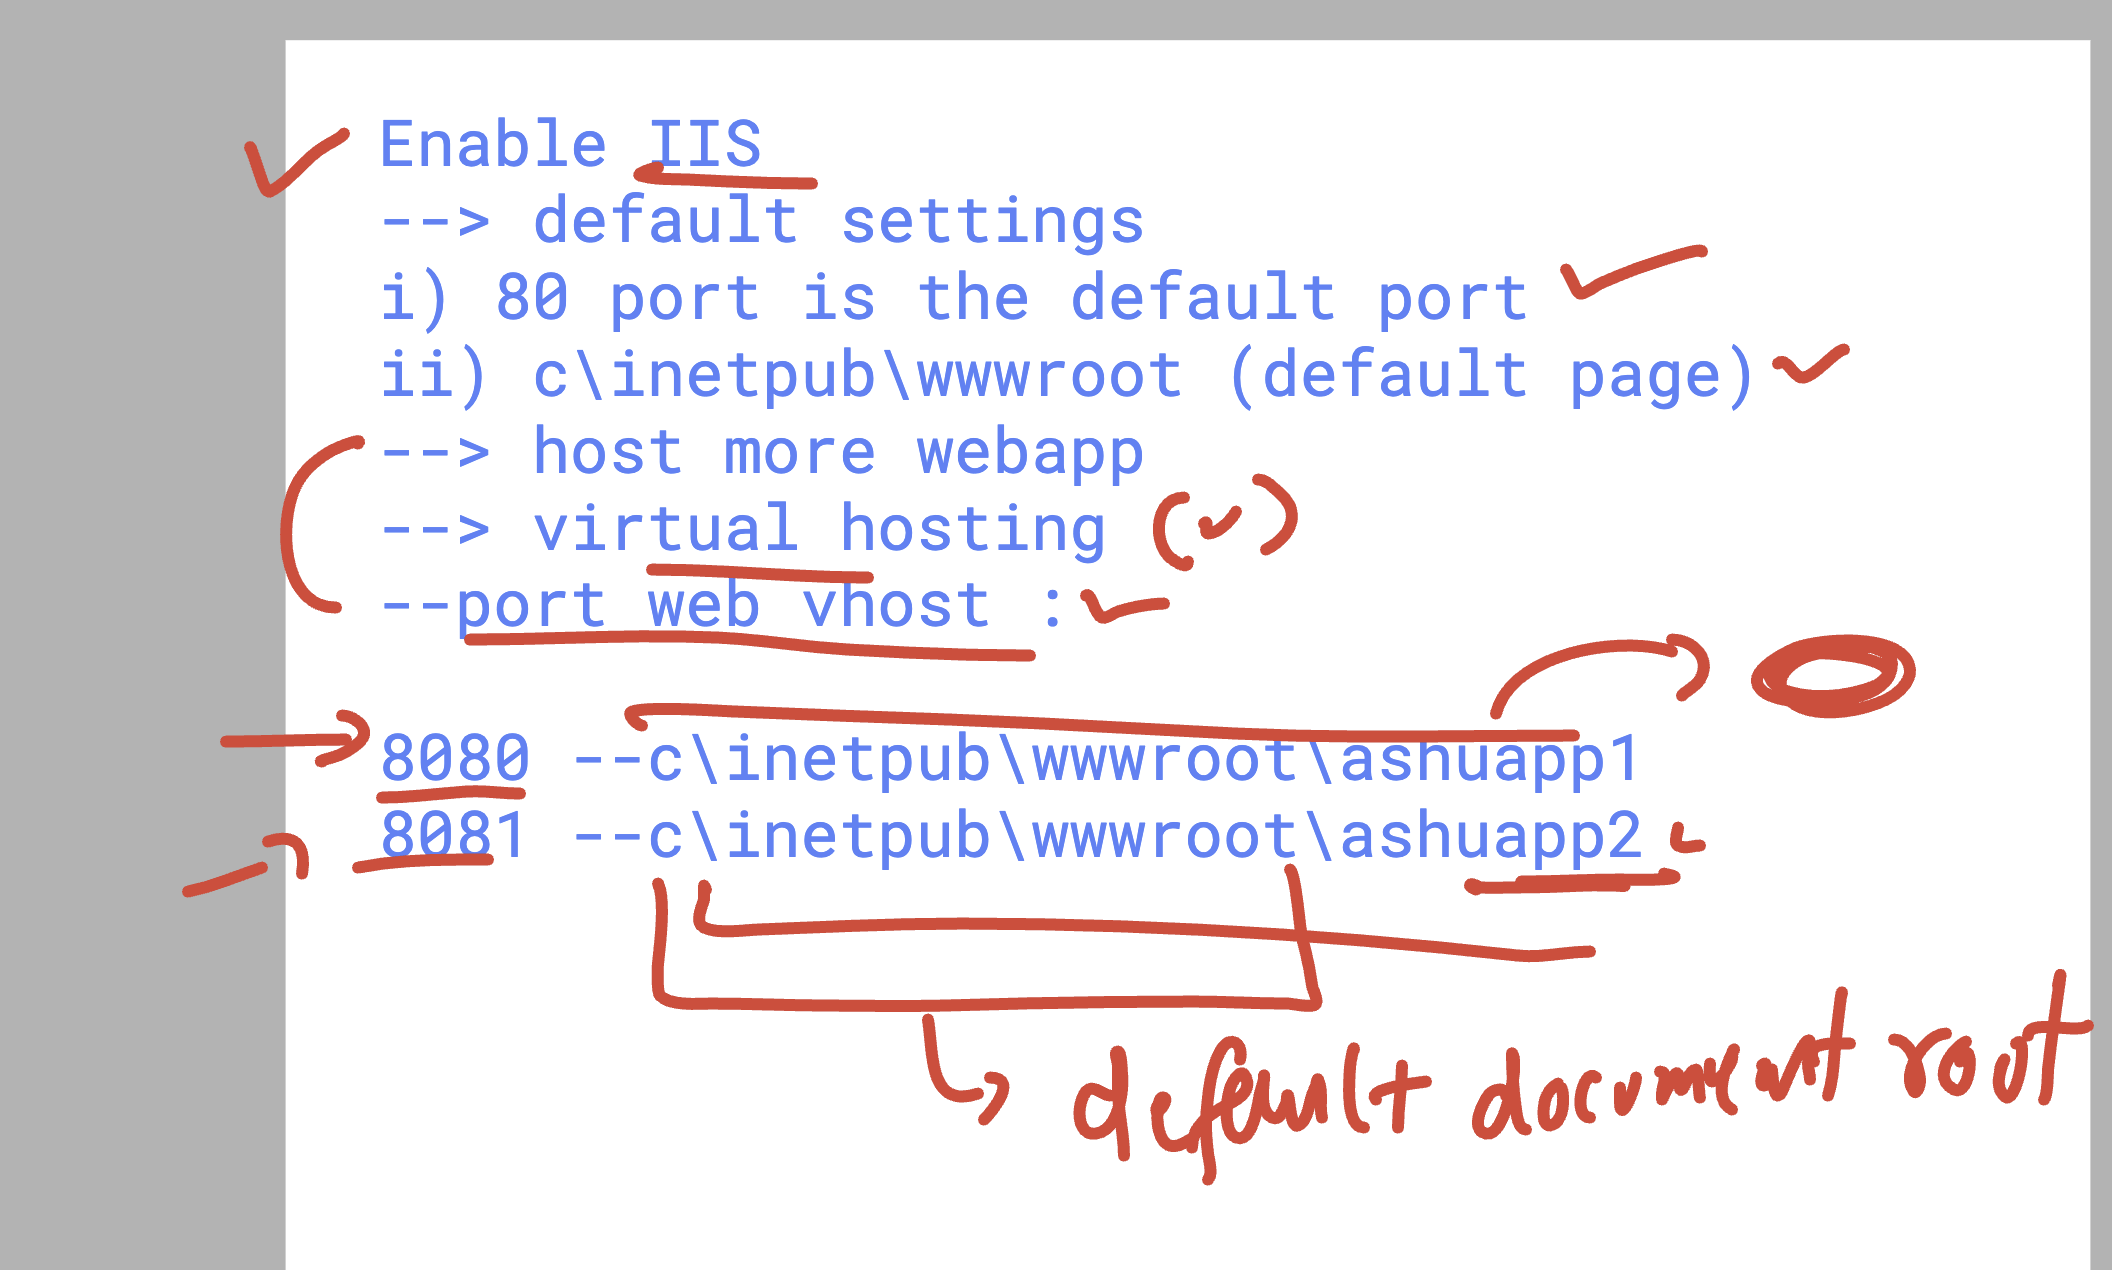 Enable IIS
--> default settings
i) 80 port is the default port
ii) c\inetpub\wwwroot (default page)
--> host more webapp
--> virtual hosting
--port web vhost :
8080 --c\inetpub\wwwroot\ashuapp1
8081 --c\inetpub\wwwroot\ashuapp2
default document root